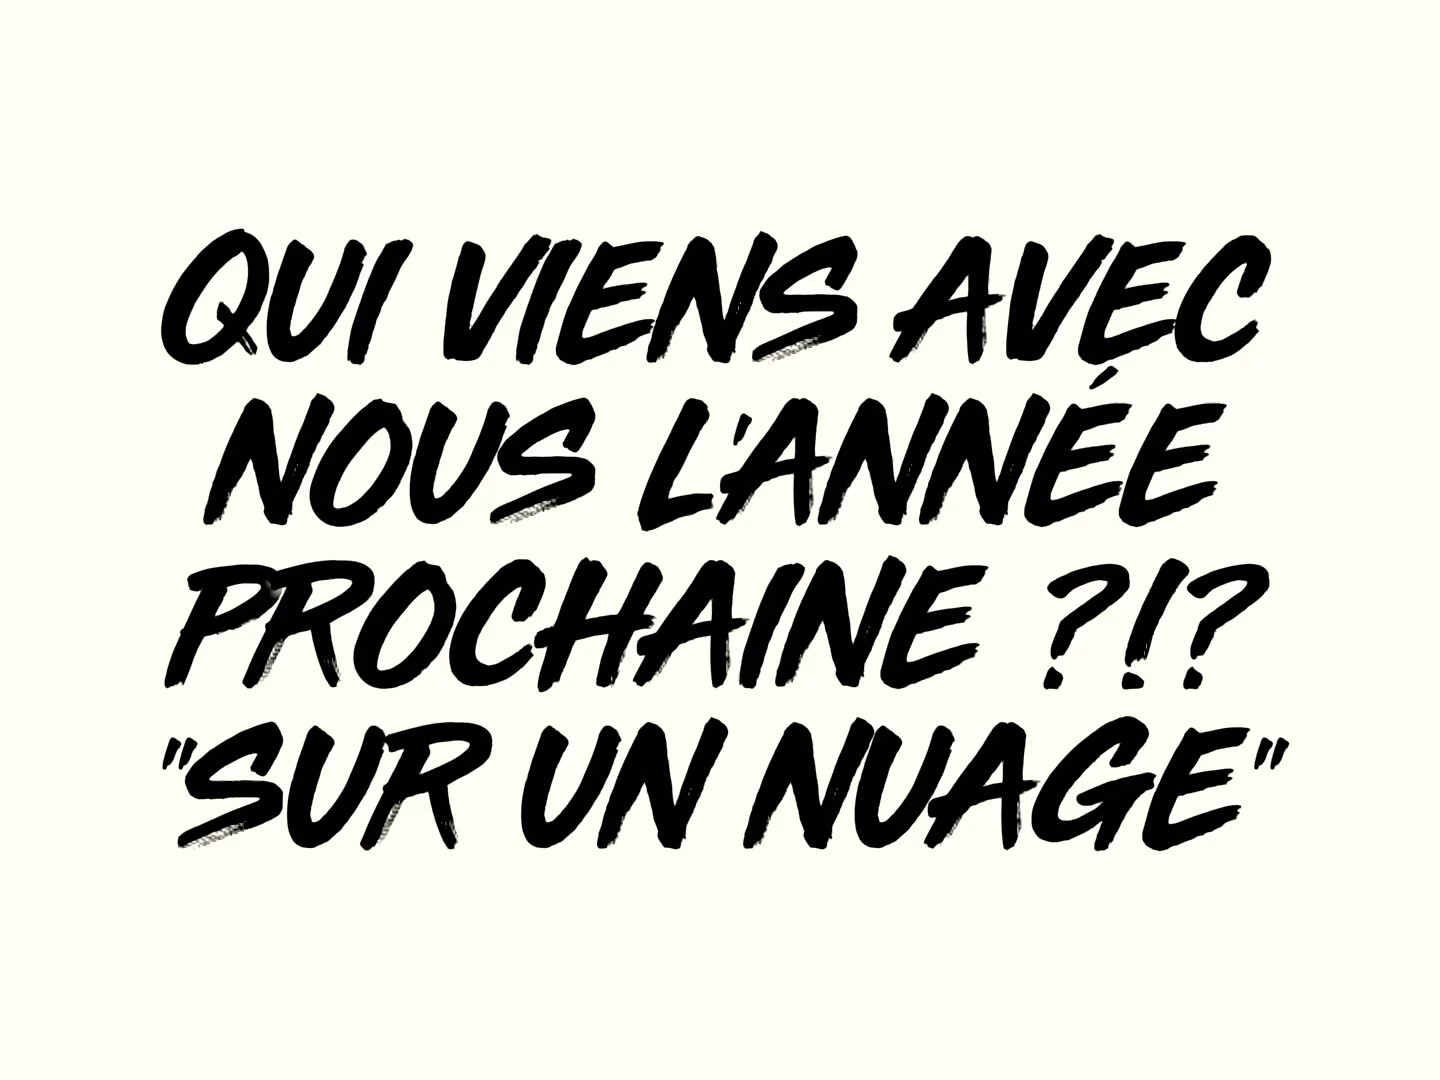 QUI VIENS AVEC
NOUS L'ANNÉE
PROCHAINE ?!?
"SUR UN NUAGE"